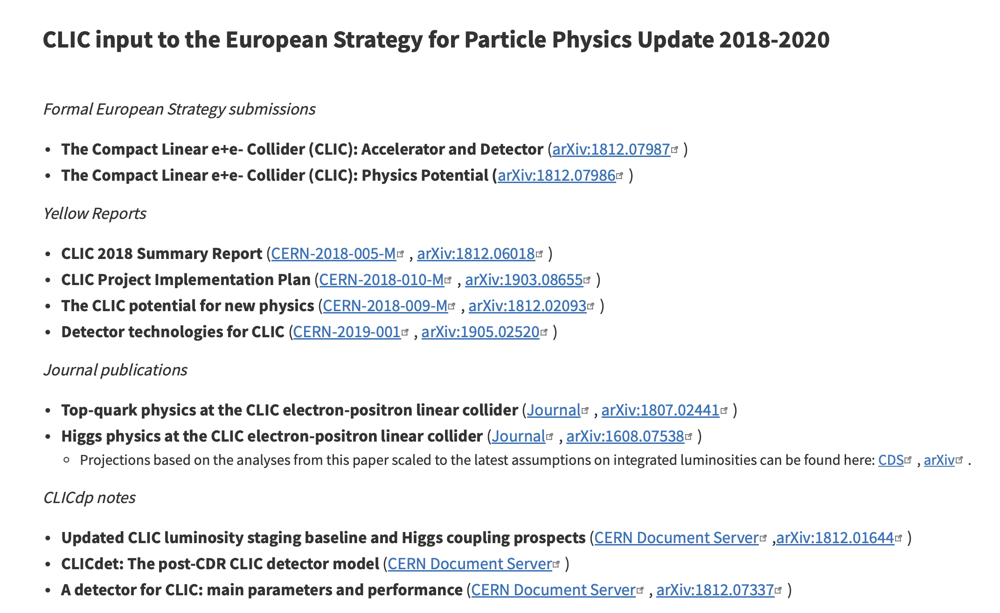 CLIC input to the European Strategy for Particle Physics Update 2018-2020
Formal European Strategy submissions
• The Compact Linear e+e- Collider (CLIC): Accelerator and Detector (arXiv:1812.07987 )
• The Compact Linear e+e- Collider (CLIC): Physics Potential (arXiv:1812.07986 )
Yellow Reports
• CLIC 2018 Summary Report (CERN-2018-005-M , arXiv:1812.06018 )
• CLIC Project Implementation Plan (CERN-2018-010-M , arXiv:1903.08655 )
• The CLIC potential for new physics (CERN-2018-009-M , arXiv:1812.02093 )
• Detector technologies for CLIC (CERN-2019-001 , arXiv:1905.02520 )
Journal publications
• Top-quark physics at the CLIC electron-positron linear collider (Journal , arXiv:1807.02441 )
• Higgs physics at the CLIC electron-positron linear collider (Journal , arXiv:1608.07538 )
◦ Projections based on the analyses from this paper scaled to the latest assumptions on integrated luminosities can be found here: CDS , arXiv .
CLICdp notes
• Updated CLIC luminosity staging baseline and Higgs coupling prospects (CERN Document Server ,arXiv:1812.01644 )
• CLICdet: The post-CDR CLIC detector model (CERN Document Server )
• A detector for CLIC: main parameters and performance (CERN Document Server , arXiv:1812.07337 )